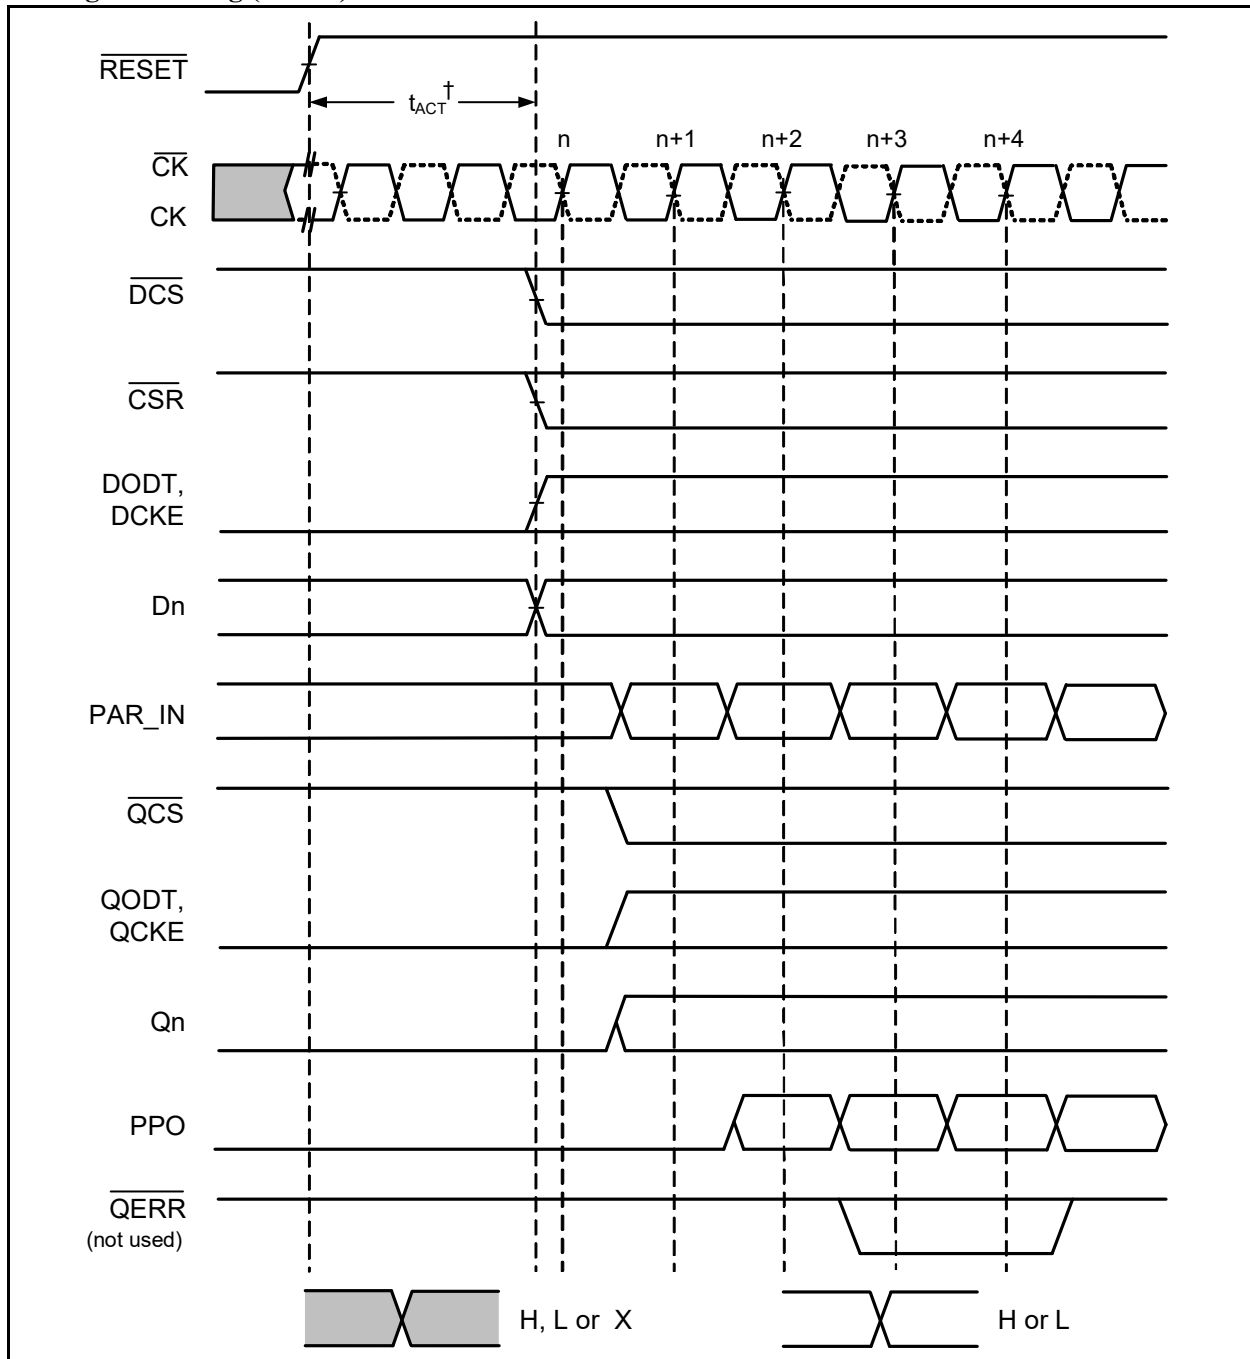 RESET
tACT†
n n+1 n+2 n+3 n+4
CK
CK
DCS
CSR
DODT,
DCKE
Dn
PAR_IN
QCS
QODT,
QCKE
Qn
PPO
QERR
(not used)
H, L or X H or L